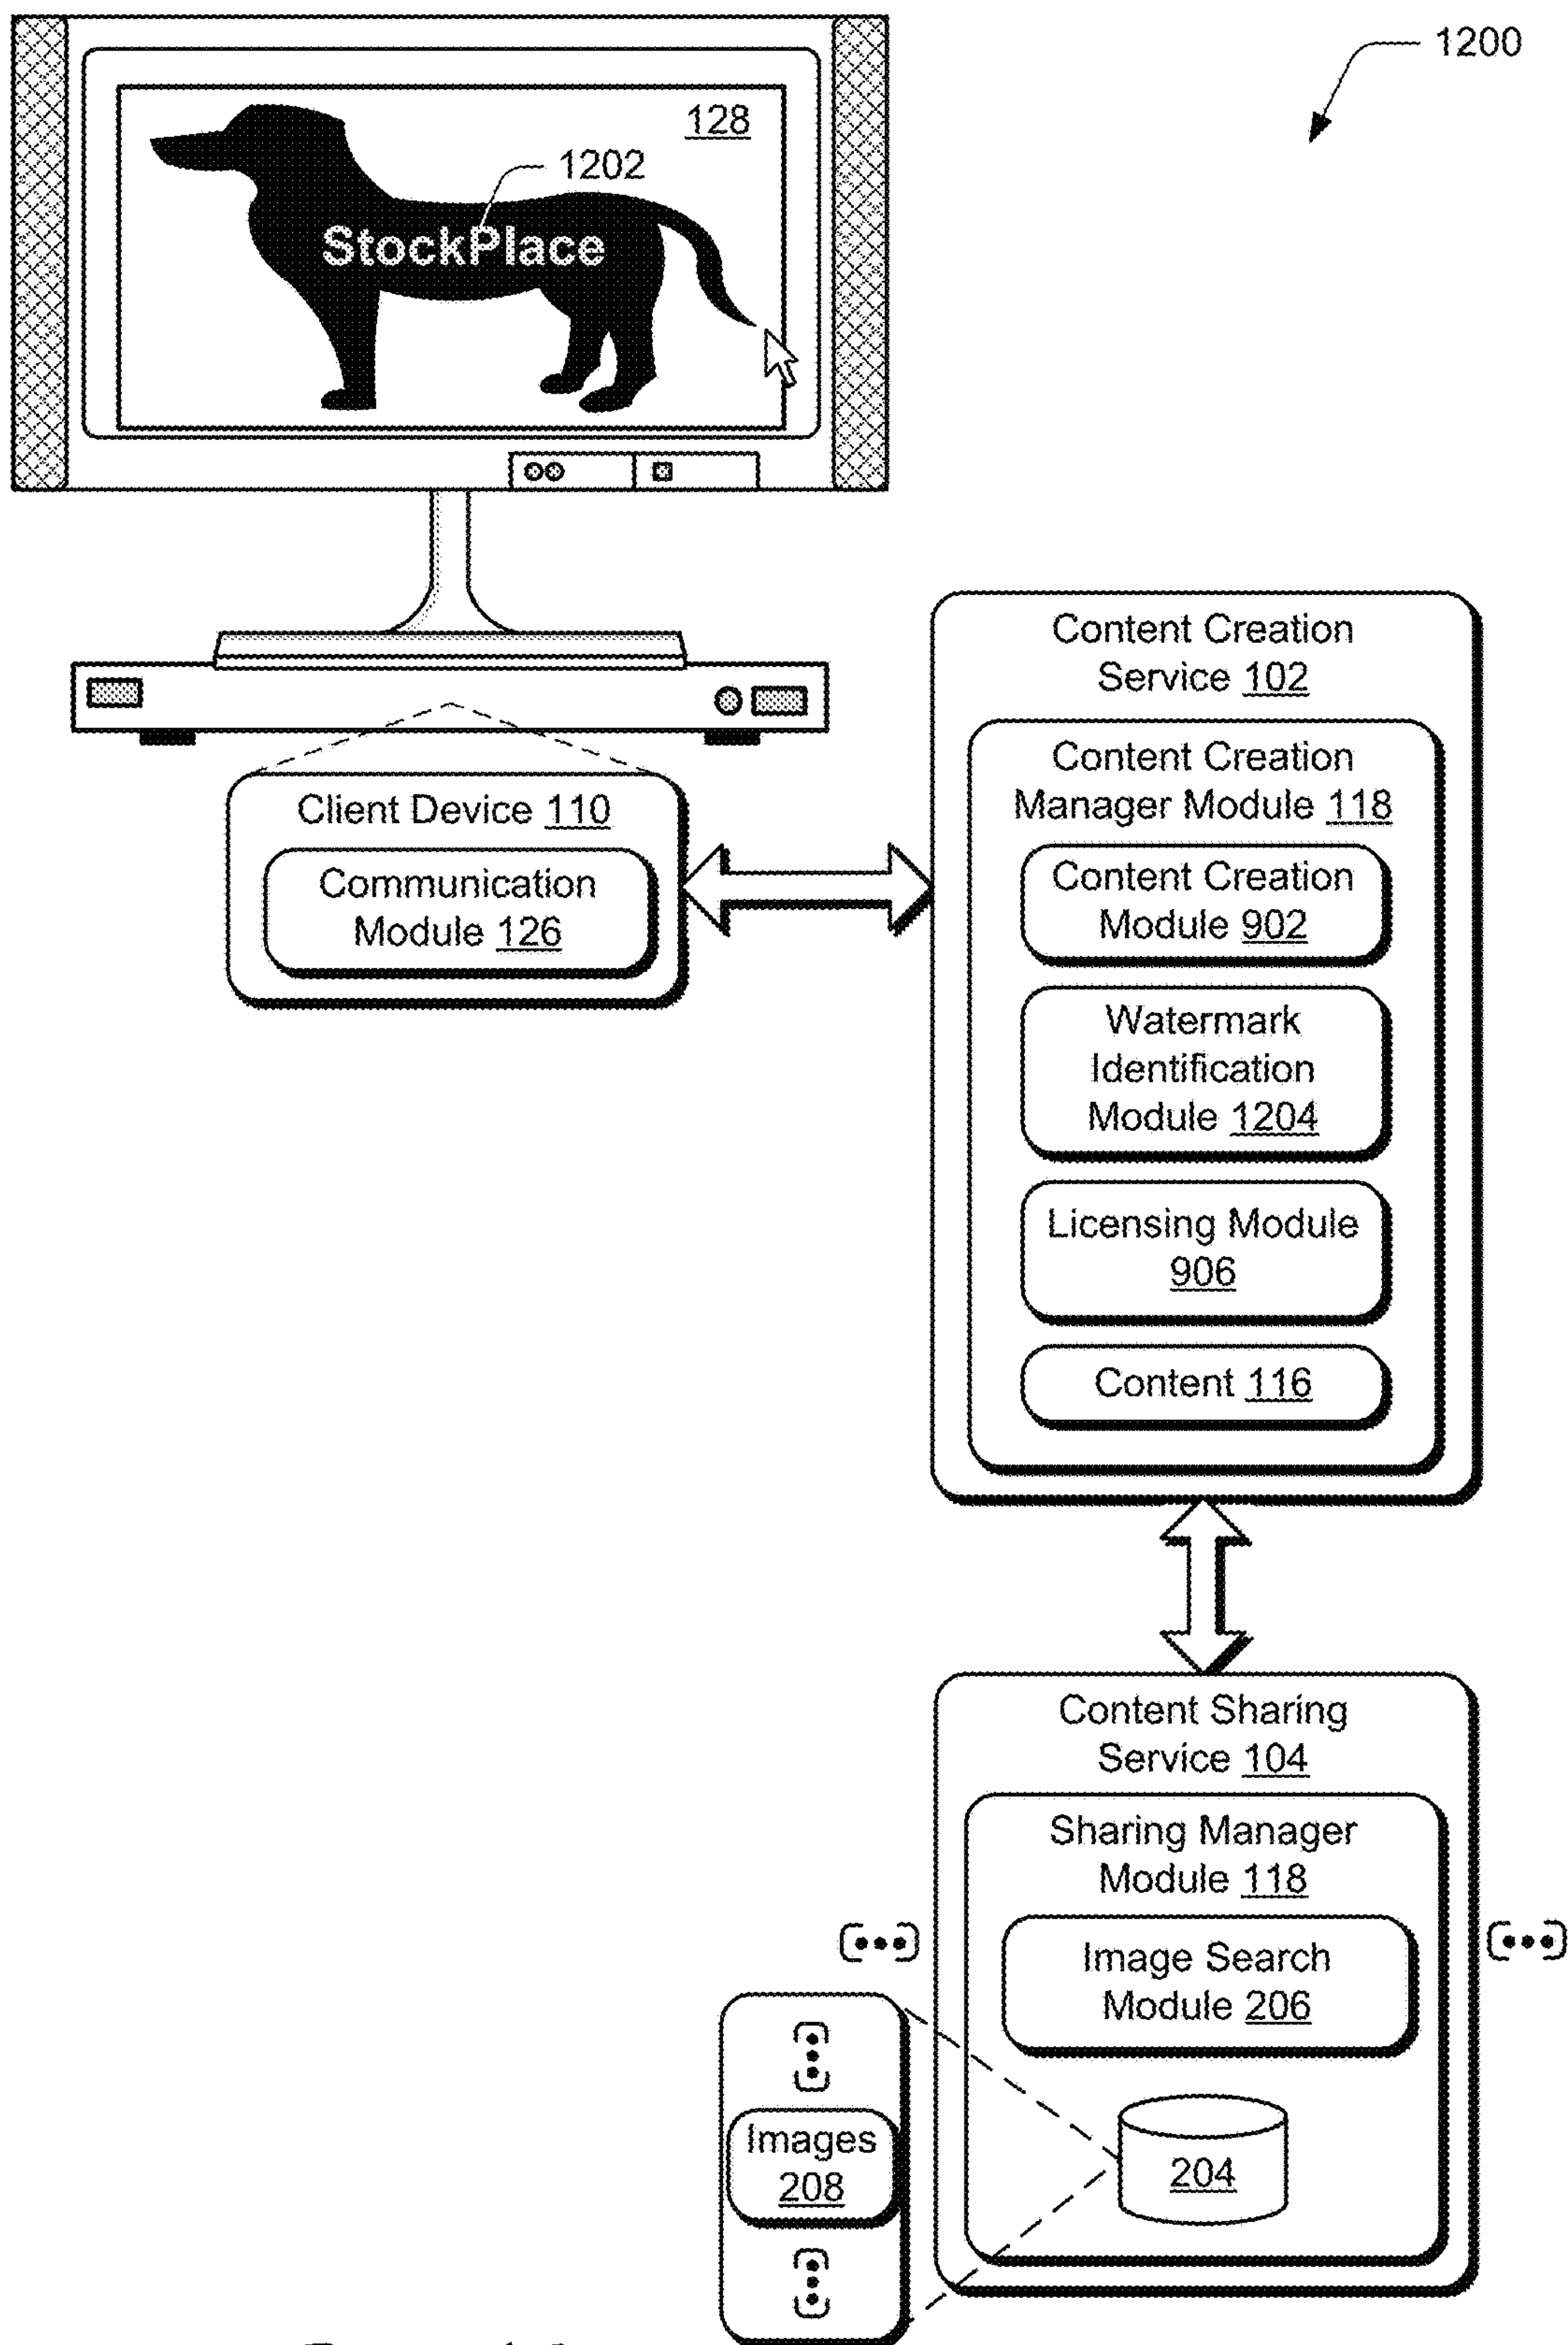 1200
128
1202
StockPlace
Content Creation
Service 102
Content Creation
Manager Module 118
Client Device 110
Communication
Module 126
Content Creation
Module 902
Watermark
Identification
Module 1204
Licensing Module
906
Content 116
Content Sharing
Service 104
Sharing Manager
Module 118
Image Search
Module 206
Images
208
204